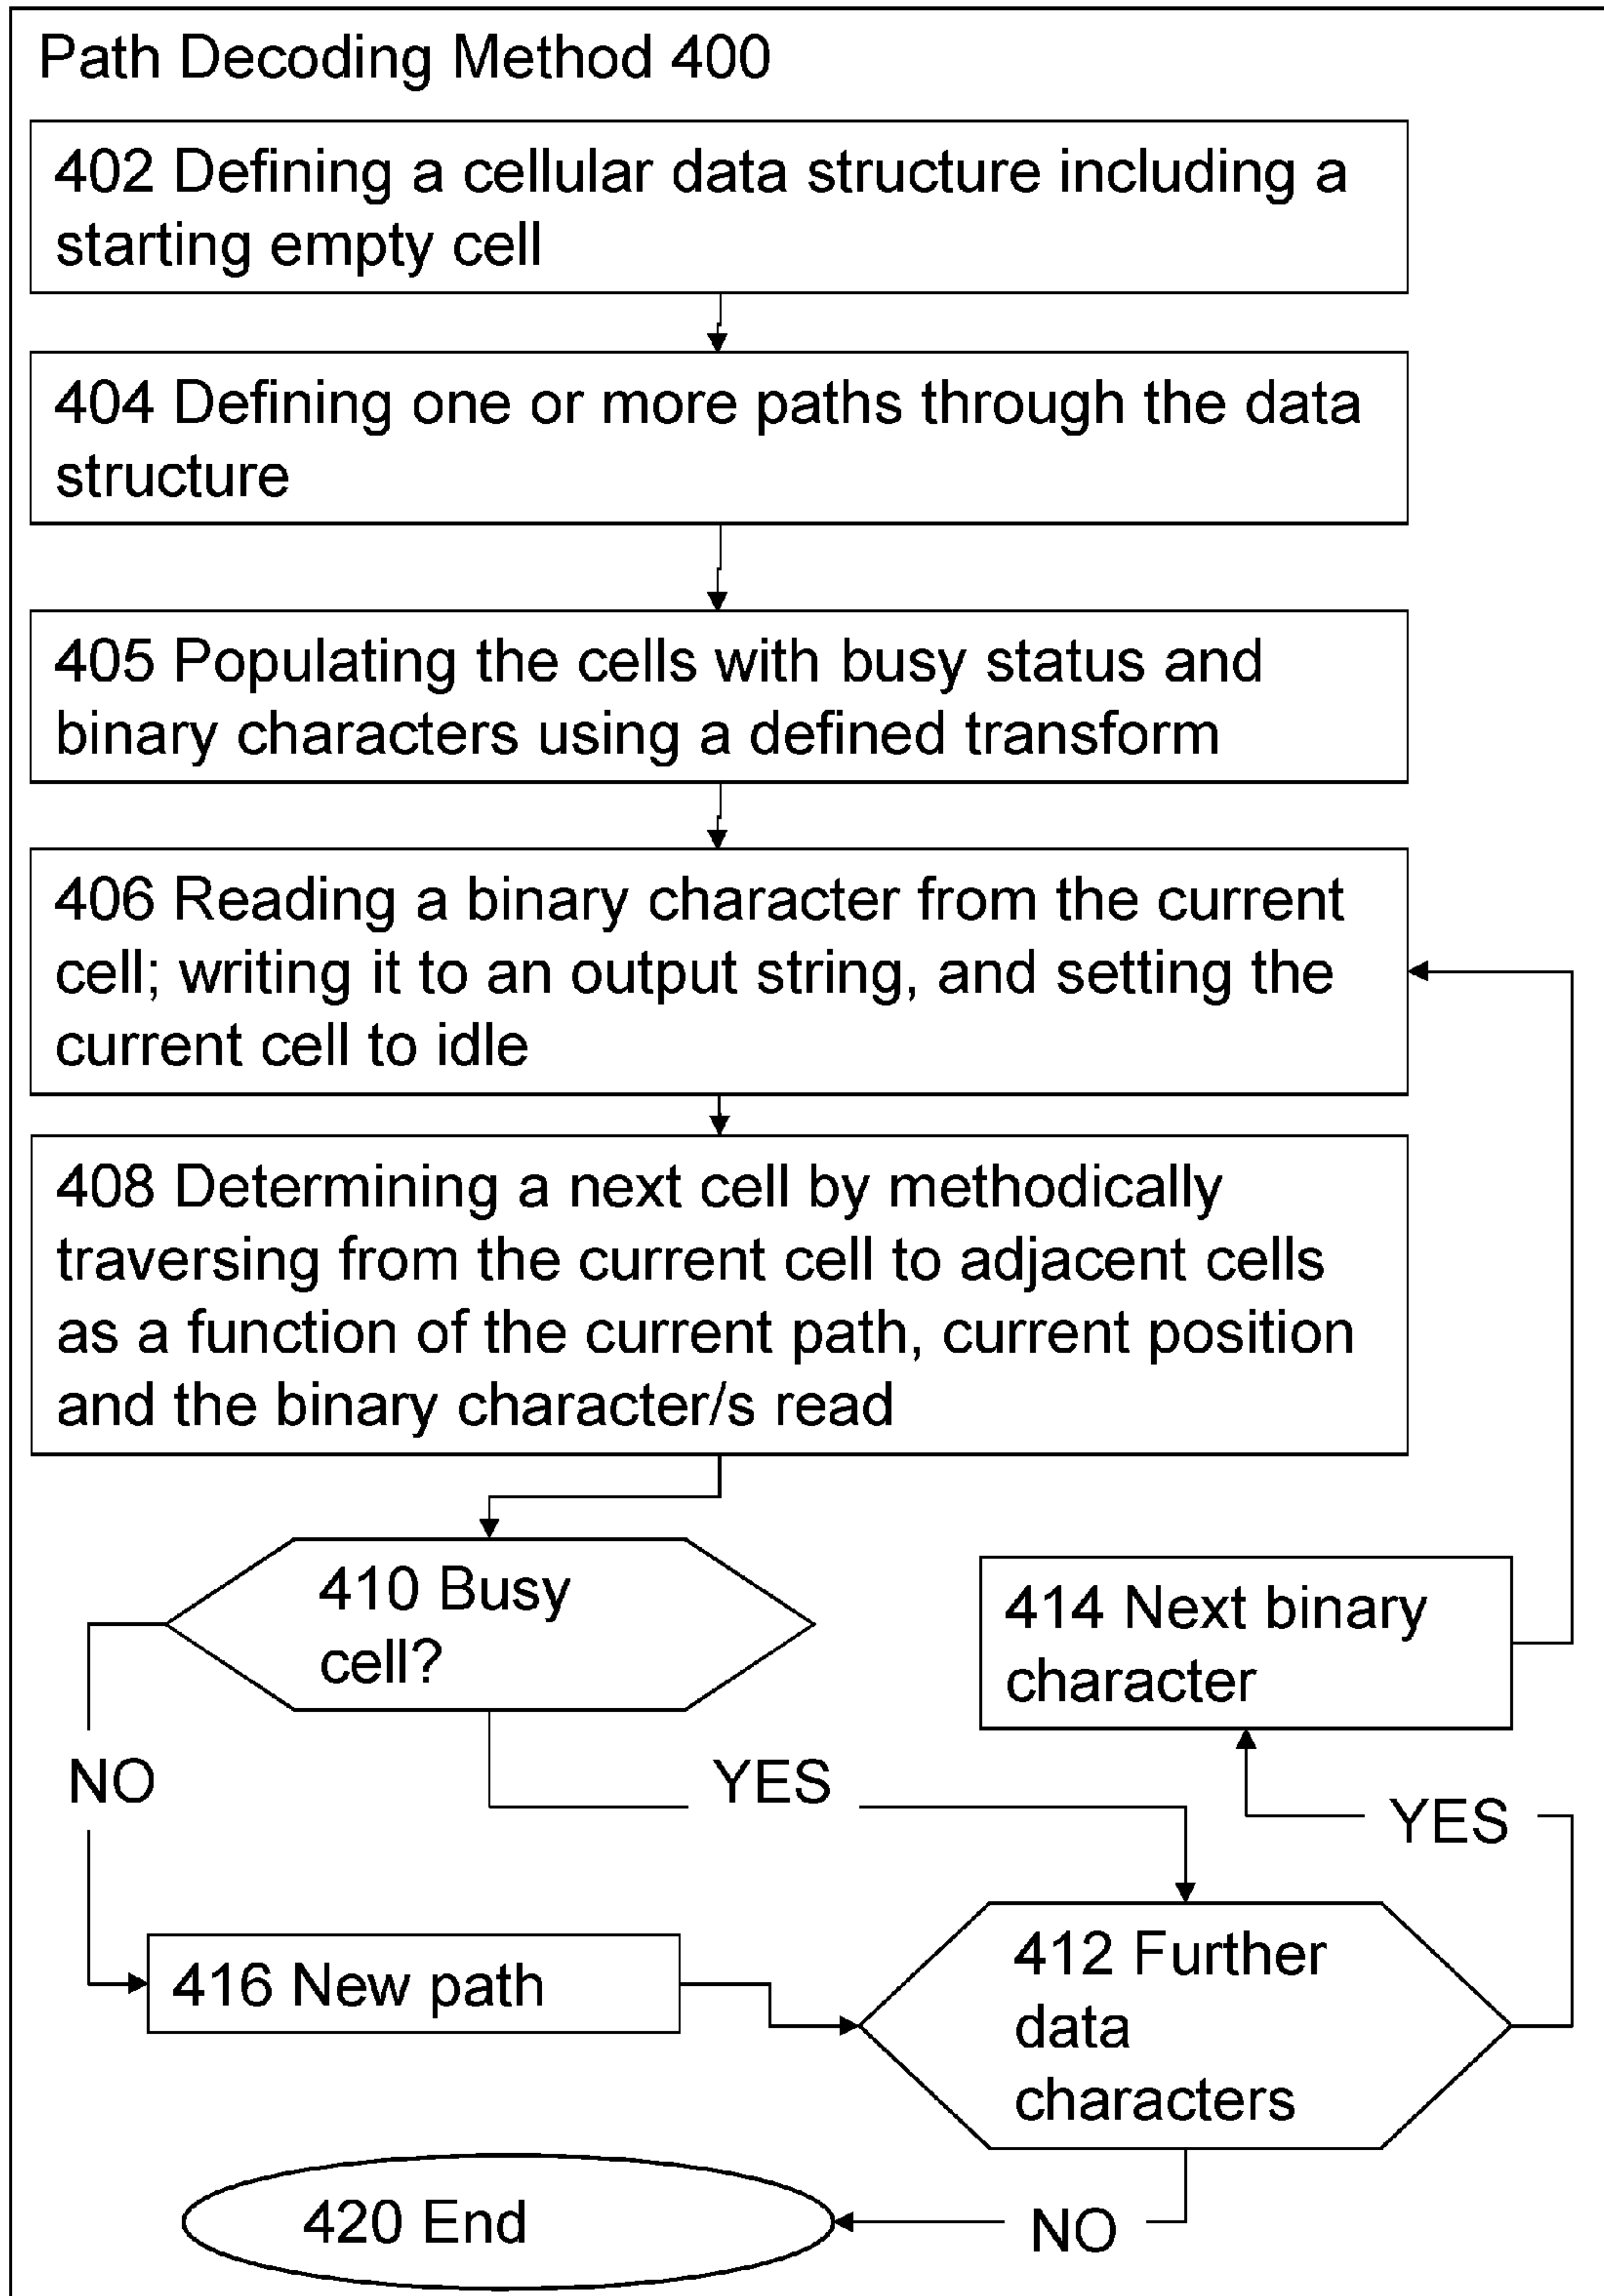 Path Decoding Method 400
402 Defining a cellular data structure including a
starting empty cell
404 Defining one or more paths through the data
structure
405 Populating the cells with busy status and
binary characters using a defined transform
406 Reading a binary character from the current
cell; writing it to an output string, and setting the
current cell to idle
408 Determining a next cell by methodically
traversing from the current cell to adjacent cells
as a function of the current path, current position
and the binary character/s read
410 Busy
cell?
414 Next binary
character
NO
YES
YES
416 New path
412 Further
data
characters
420 End
NO